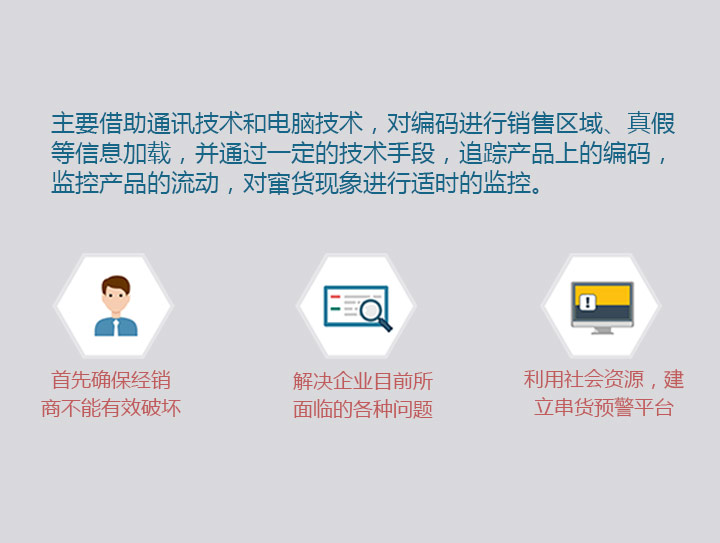 主要借助通讯技术和电脑技术，对编码进行销售区域、真假
等信息加载，并通过一定的技术手段，追踪产品上的编码，
监控产品的流动，对窜货现象进行适时的监控。
首先确保经销
商不能有效破坏
解决企业目前所
面临的各种问题
利用社会资源，建
立串货预警平台